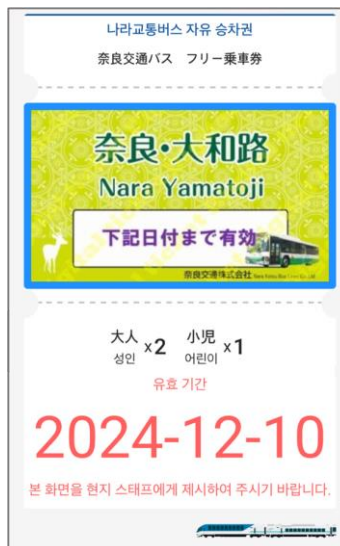 나라교통버스 자유 승차권
奈良交通バス フリー乗車券
奈良・大和路
Nara Yamatoji
下記日付まで有効
奈良交通株式会社
大人 x2 小児 x1
성인 어린이
유효 기간
2024-12-10
본 화면을 현지 스태프에게 제시하여 주시기 바랍니다.